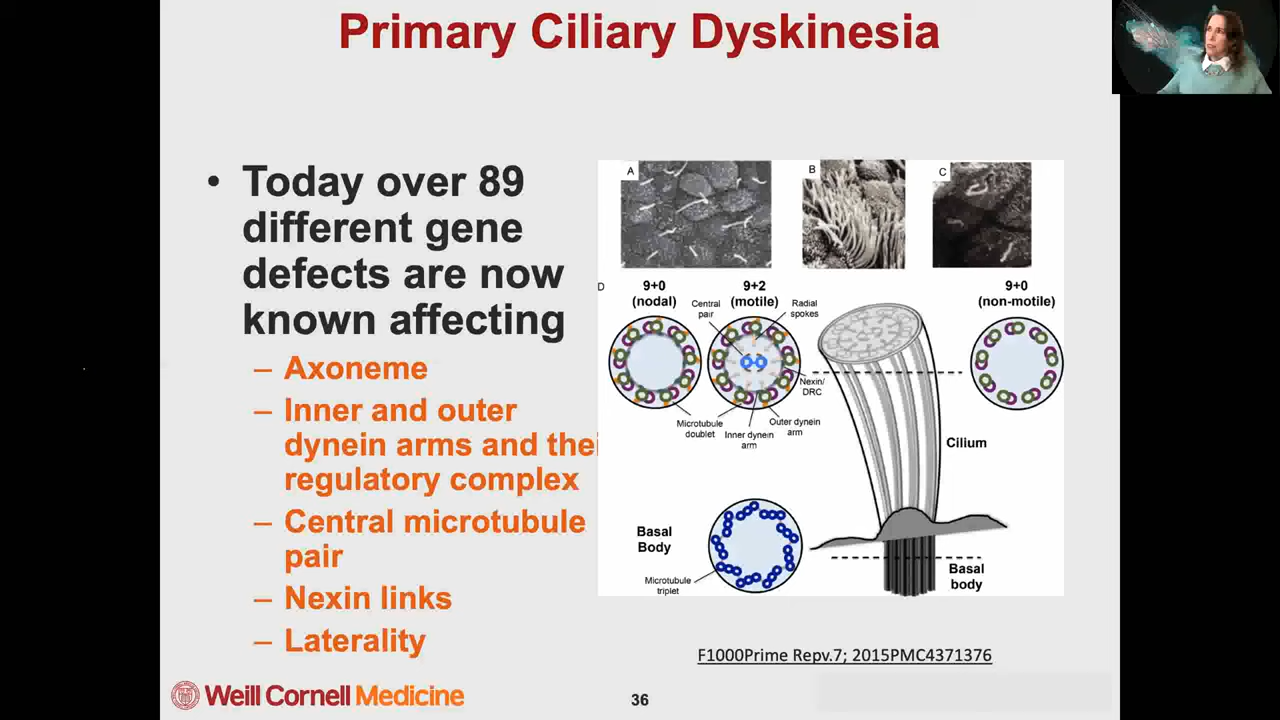 Primary Ciliary Dyskinesia
• Today over 89
different gene
defects are now
known affecting
– Axoneme
– Inner and outer
dynein arms and thei
regulatory complex
– Central microtubule
pair
– Nexin links
– Laterality
A
B
C
D
9+0
(nodal)
9+2
(motile)
9+0
(non-motile)
Central
pair
Radial
spokes
Nexin/
DRC
Microtubule
doublet
Inner dynein
arm
Outer dynein
arm
Cilium
Basal
Body
Microtubule
triplet
Basal
body
F1000Prime Repv.7; 2015PMC4371376
Weill Cornell Medicine
36